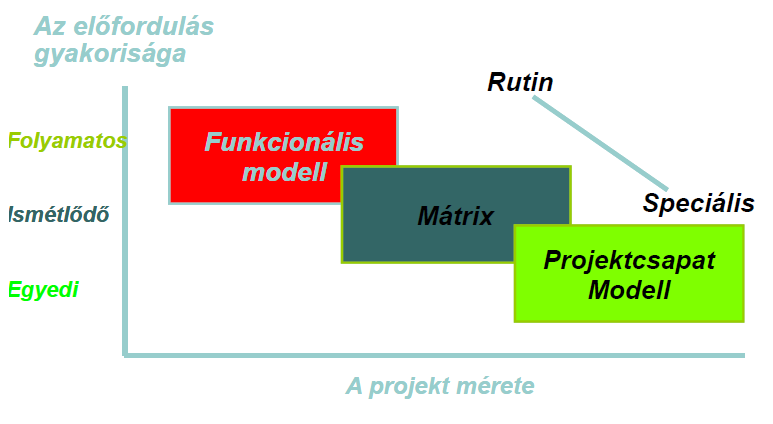 Az előfordulás
gyakorisága
Rutin
Folyamatos
Funkcionális
modell
Speciális
Ismétlődő
Mátrix
Projektcsapat
Modell
Egyedi
A projekt mérete